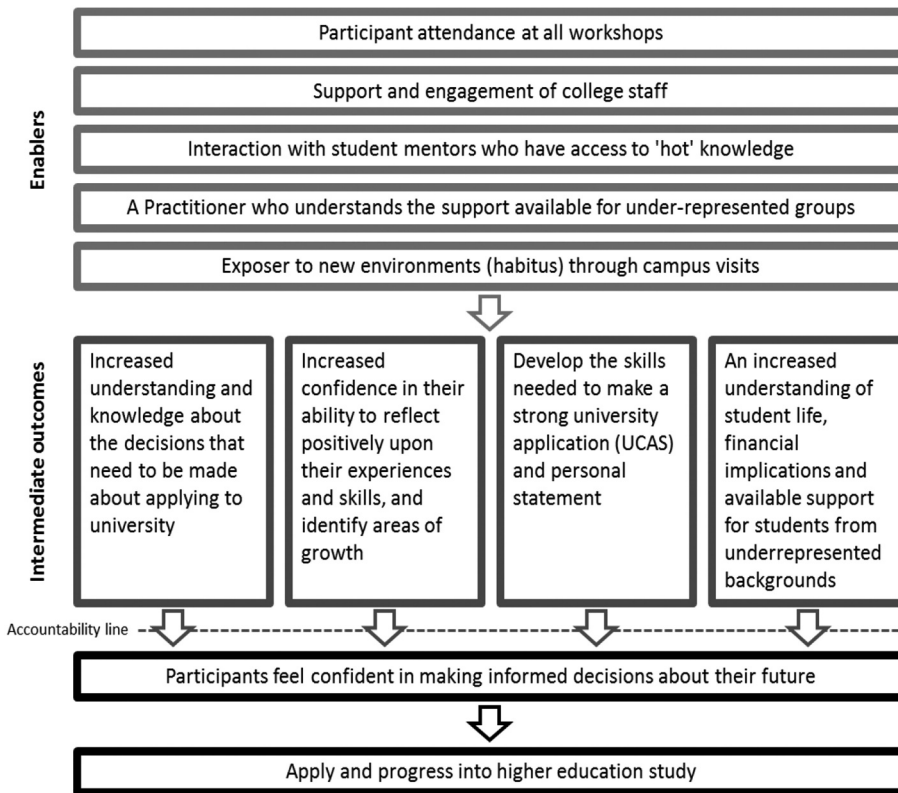 Enablers
Participant attendance at all workshops
Support and engagement of college staff
Interaction with student mentors who have access to 'hot' knowledge
A Practitioner who understands the support available for under-represented groups
Exposer to new environments (habitus) through campus visits
Intermediate outcomes
Increased
understanding and
knowledge about
the decisions that
need to be made
about applying to
university
Increased
confidence in their
ability to reflect
positively upon
their experiences
and skills, and
identify areas of
growth
Develop the skills
needed to make a
strong university
application (UCAS)
and personal
statement
An increased
understanding of
student life,
financial
implications and
available support
for students from
underrepresented
backgrounds
Accountability line
Participants feel confident in making informed decisions about their future
Apply and progress into higher education study